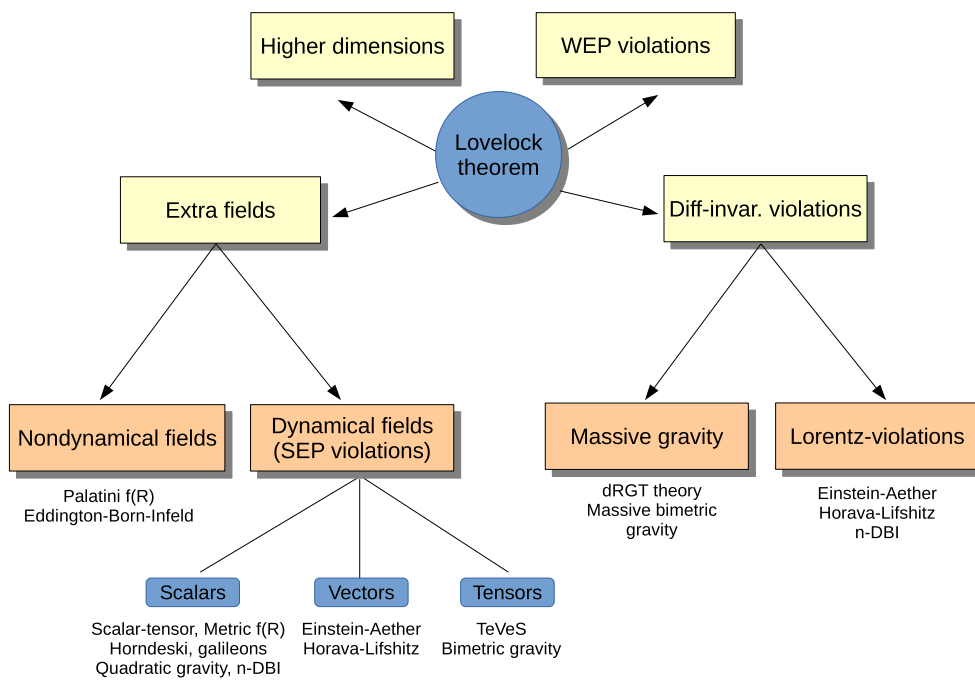 Higher dimensions
WEP violations
Lovelock
theorem
Extra fields
Diff-invar. violations
Nondynamical fields
Palatini f(R)
Eddington-Born-Infeld
Dynamical fields
(SEP violations)
Massive gravity
dRGT theory
Massive bimetric
gravity
Lorentz-violations
Einstein-Aether
Horava-Lifshitz
n-DBI
Scalars
Scalar-tensor, Metric f(R)
Horndeski, galileons
Quadratic gravity, n-DBI
Vectors
Einstein-Aether
Horava-Lifshitz
Tensors
TeVeS
Bimetric gravity